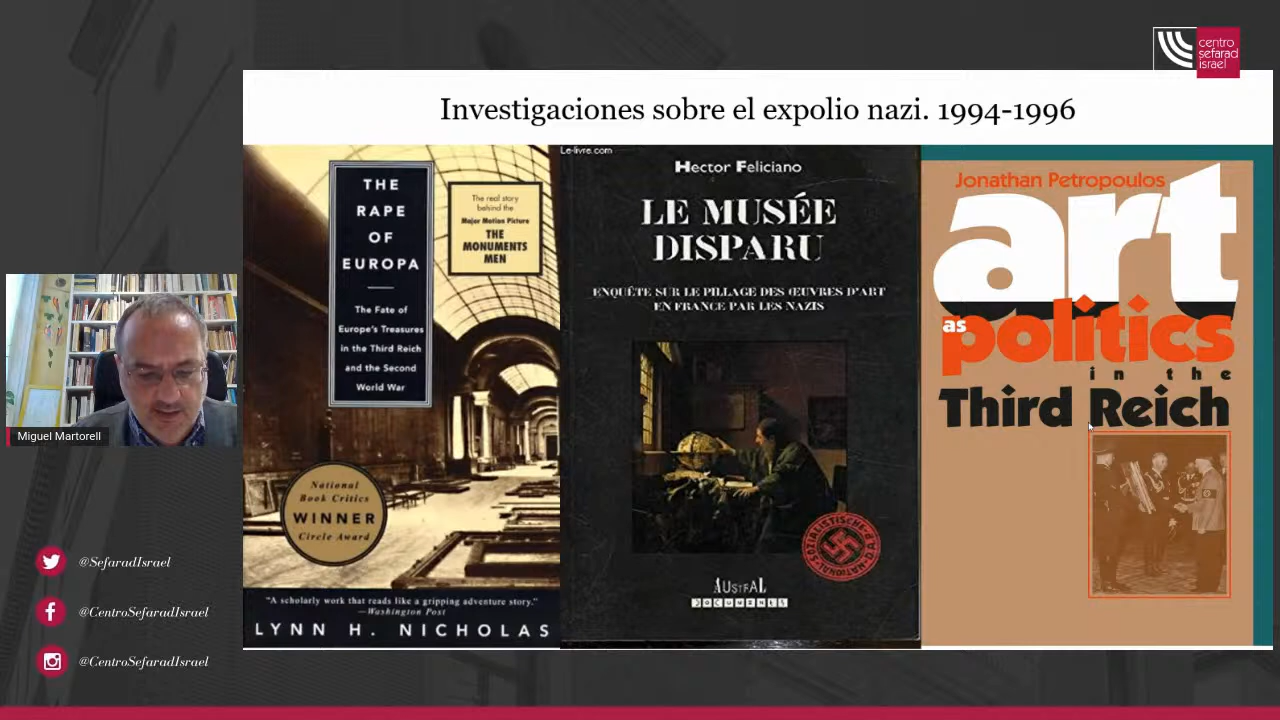 centro
sefarad
israel
Investigaciones sobre el expolio nazi. 1994-1996
THE
RAPE
OF
EUROPA
The Fate of
Europe's Treasures
in the Third Reich
and the Second
World War
The real story
behind the
Major Motion Picture
THE
MONUMENTS
MEN
National
Book Critics
WINNER
Circle Award
"A scholarly work that reads like a gripping adventure story."
—Washington Post
LYNN H. NICHOLAS
Le-livre.com
Hector Feliciano
LE MUSÉE
DISPARU
ENQUÊTE SUR LE PILLAGE DES ŒUVRES D'ART
EN FRANCE PAR LES NAZIS
AUSTRAL
DOCUMENTS
Jonathan Petropoulos
art
as
politics
in the
Third Reich
Miguel Martorell
@SefaradIsrael
@CentroSefaradIsrael
@CentroSefaradIsrael